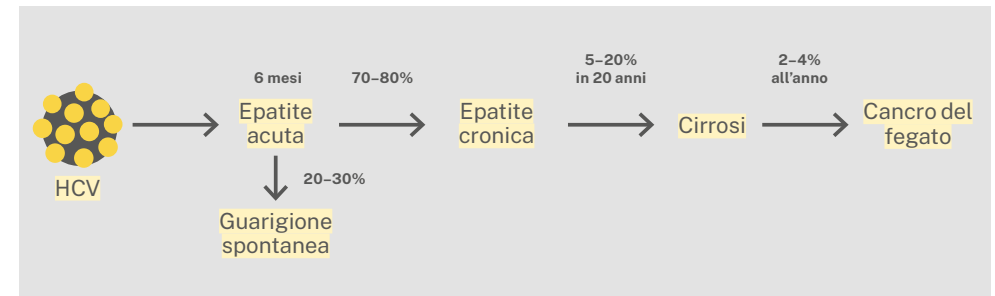 HCV
6 mesi
Epatite
acuta
70–80%
20–30%
Guarigione
spontanea
Epatite
cronica
5–20%
in 20 anni
Cirrosi
2–4%
all'anno
Cancro del
fegato